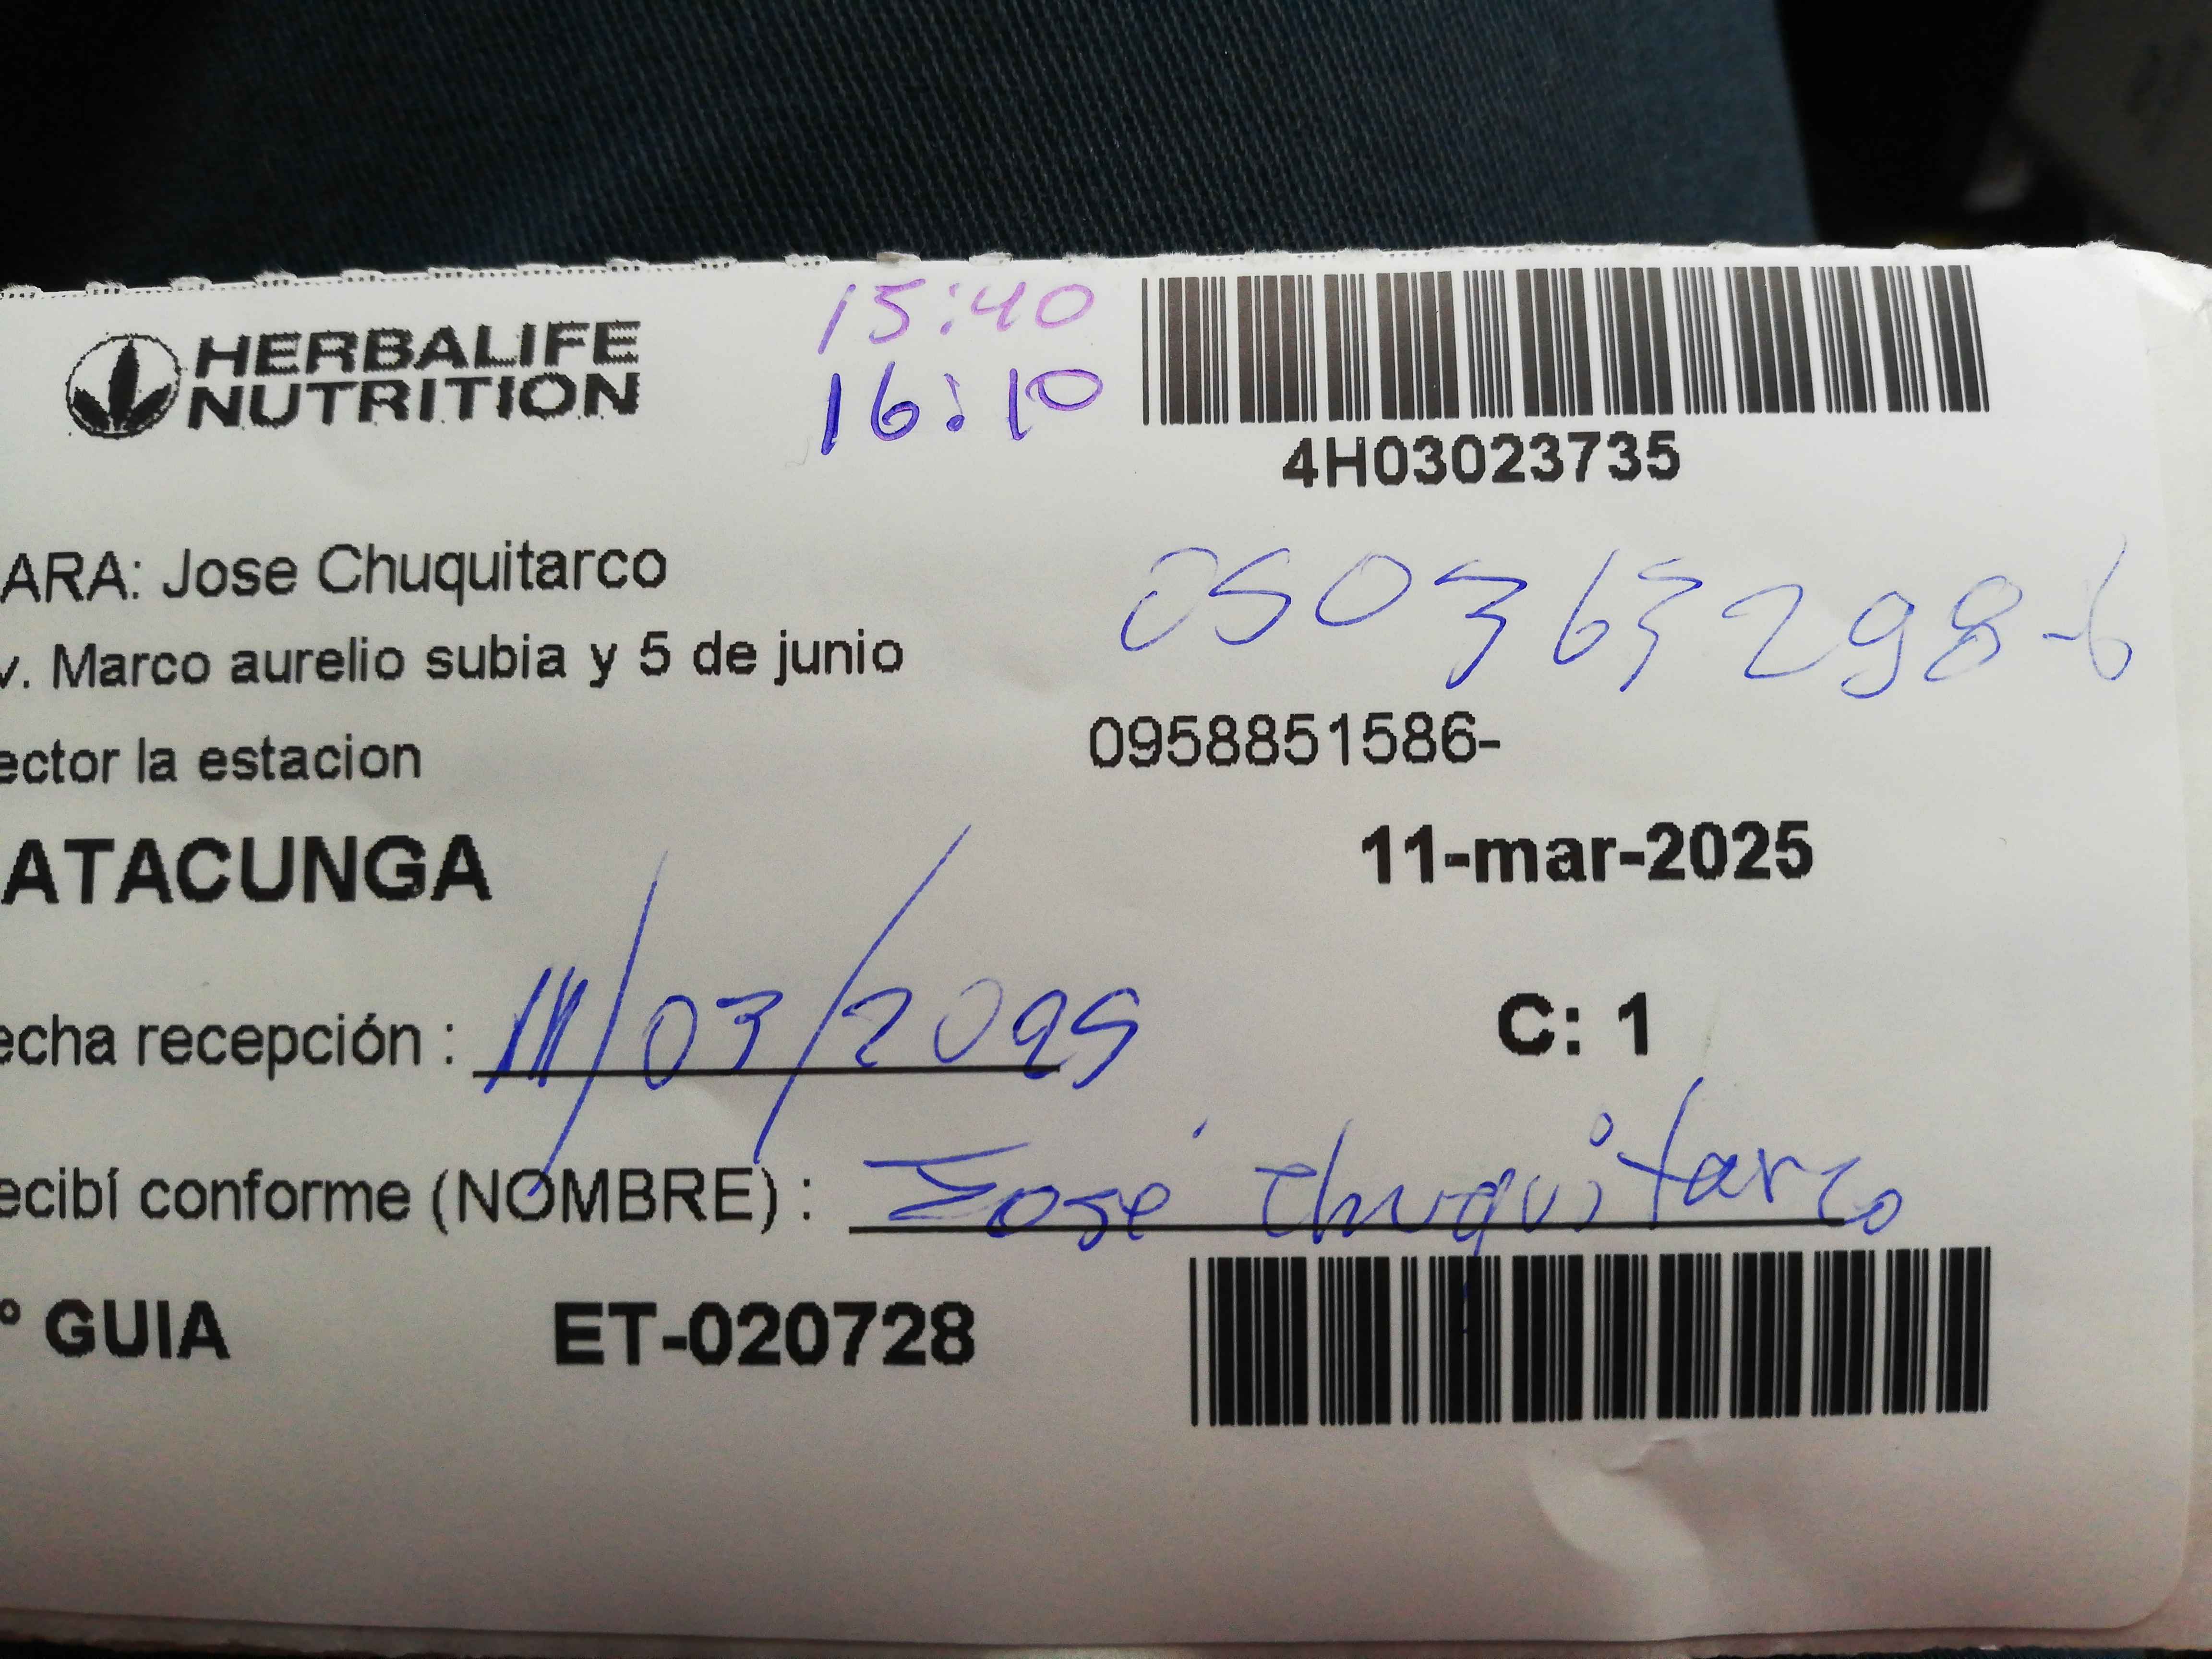 HERBALIFE
NUTRITION
15:40
16:10
4H03023735
ARA: Jose Chuquitarco
050363298-6
v. Marco aurelio subia y 5 de junio
ector la estacion
0958851586-
ATACUNGA
11-mar-2025
echa recepción : 11/03/2025
C: 1
ecibí conforme (NOMBRE) : José Chuquitarco
° GUIA ET-020728